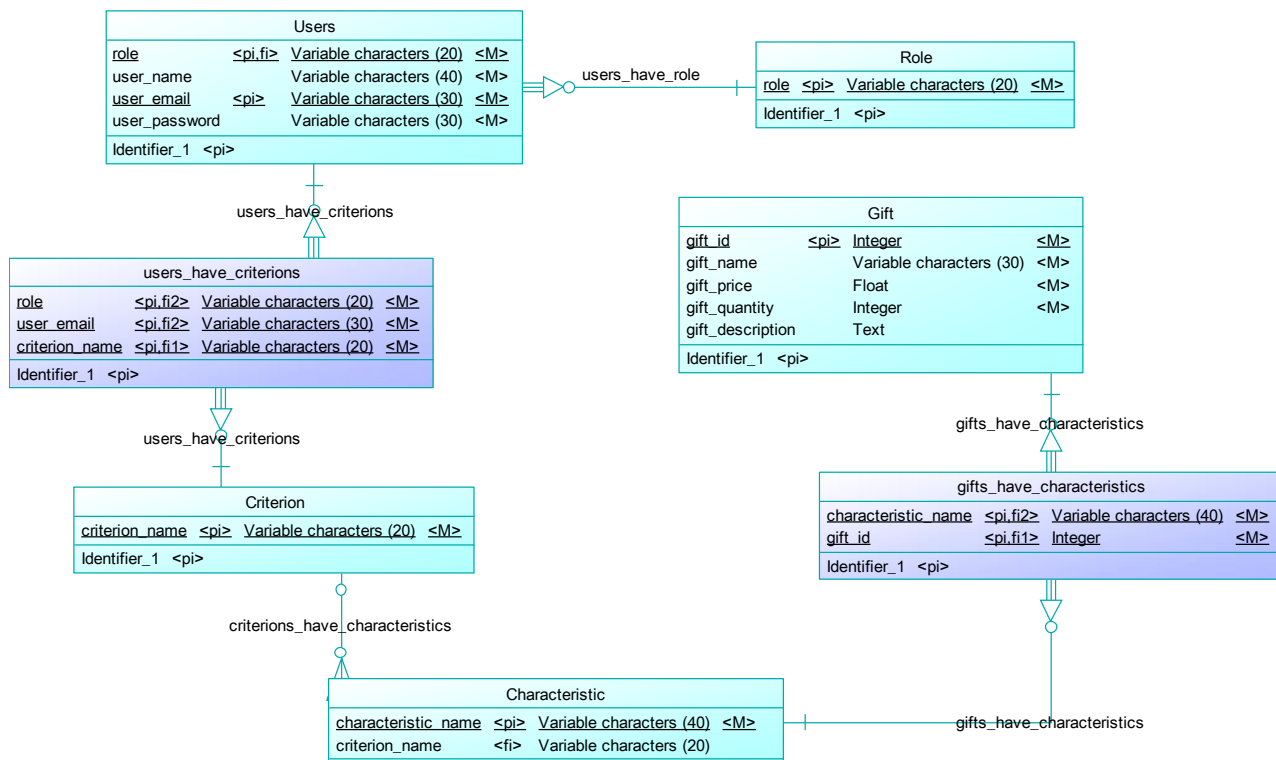 Users
role <pi,fi> Variable characters (20) <M>
user_name Variable characters (40) <M>
user_email <pi> Variable characters (30) <M>
user_password Variable characters (30) <M>
Identifier_1 <pi>
users_have_role
Role
role <pi> Variable characters (20) <M>
Identifier_1 <pi>
users_have_criterions
users_have_criterions
role <pi,fi2> Variable characters (20) <M>
user_email <pi,fi2> Variable characters (30) <M>
criterion_name <pi,fi1> Variable characters (20) <M>
Identifier_1 <pi>
users_have_criterions
Gift
gift_id <pi> Integer <M>
gift_name Variable characters (30) <M>
gift_price Float <M>
gift_quantity Integer <M>
gift_description Text
Identifier_1 <pi>
gifts_have_characteristics
gifts_have_characteristics
characteristic_name <pi,fi2> Variable characters (40) <M>
gift_id <pi,fi1> Integer <M>
Identifier_1 <pi>
Criterion
criterion_name <pi> Variable characters (20) <M>
Identifier_1 <pi>
criterions_have_characteristics
Characteristic
characteristic_name <pi> Variable characters (40) <M>
criterion_name <fi> Variable characters (20)
gifts_have_characteristics